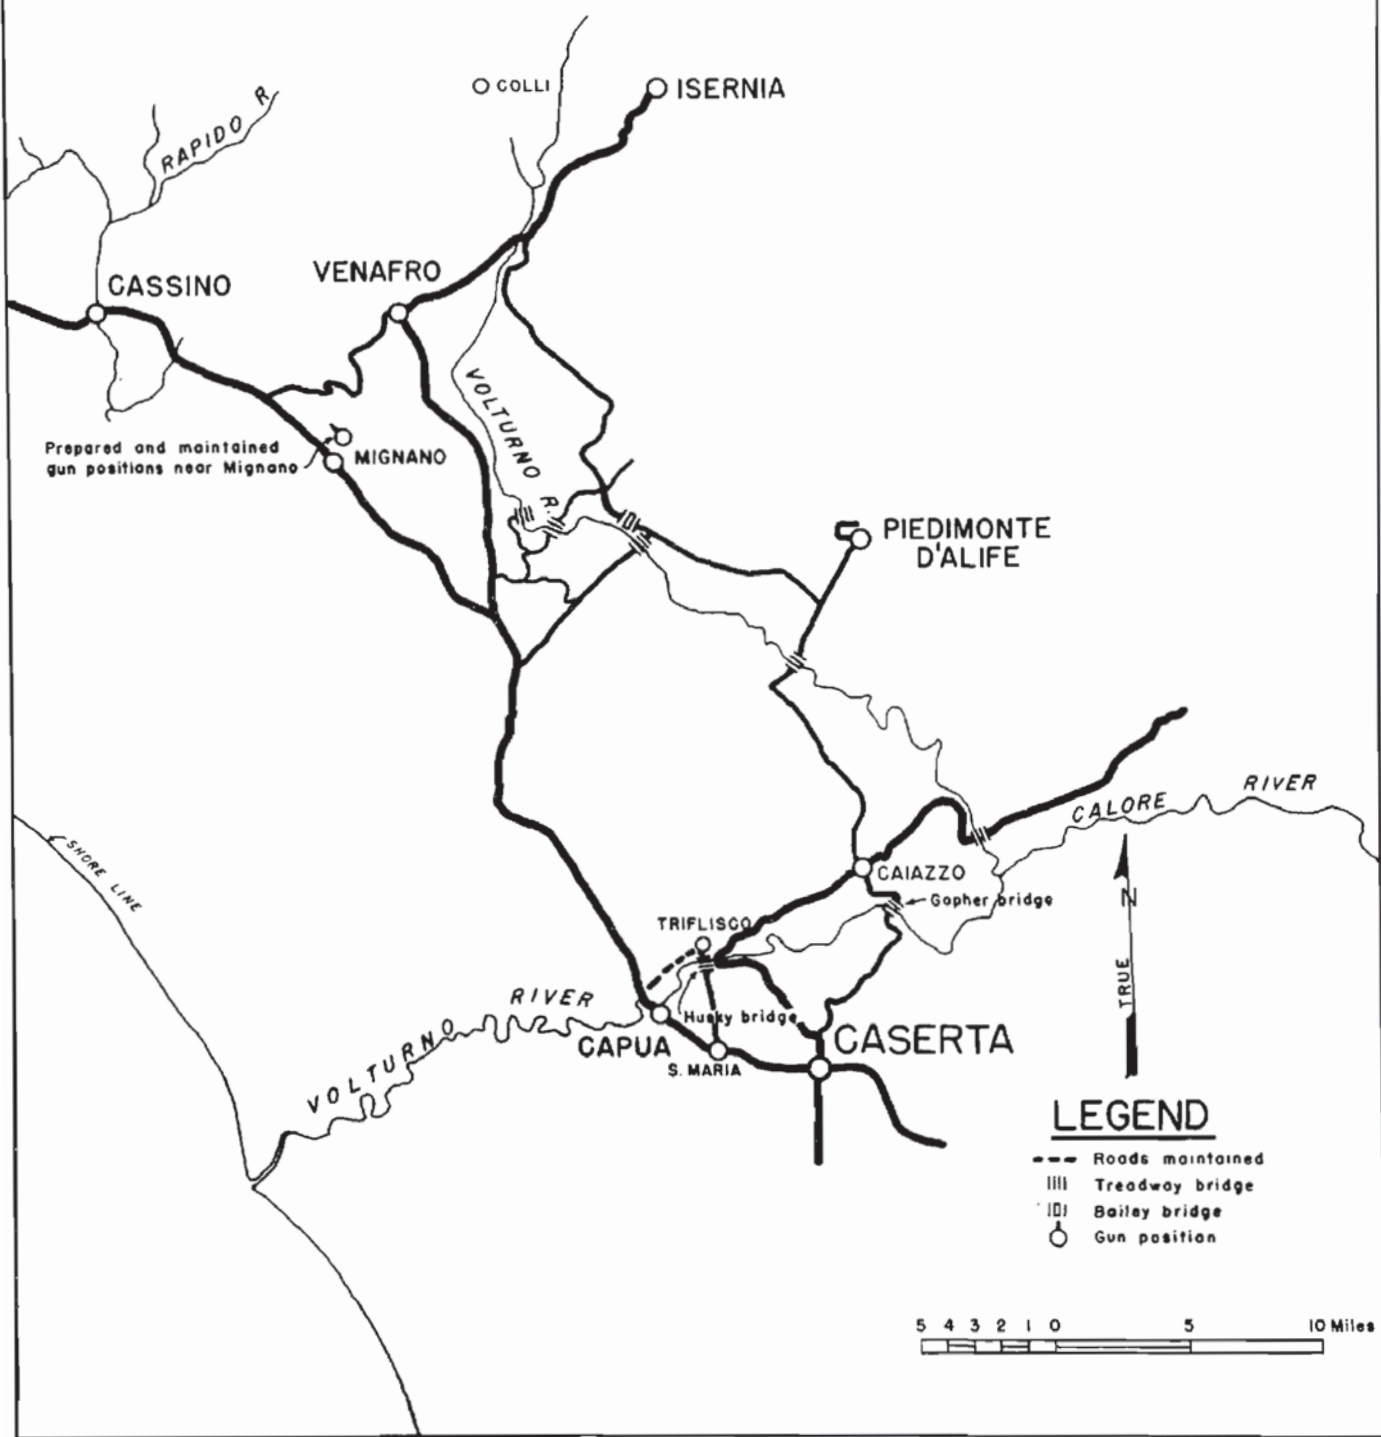 COLLI
ISERNIA
RAPIDO R.
CASSINO
VENAFRO
VOLTURNO R.
Prepared and maintained
gun positions near Mignano
MIGNANO
PIEDIMONTE
D'ALIFE
CALORE RIVER
SHORE LINE
CAIAZZO
Gopher bridge
N
TRUE
TRIFLISCO
VOLTURNO RIVER
Husky bridge
CAPUA
S. MARIA
CASERTA
LEGEND
Roads maintained
Treadway bridge
Bailey bridge
Gun position
5 4 3 2 1 0 5 10 Miles